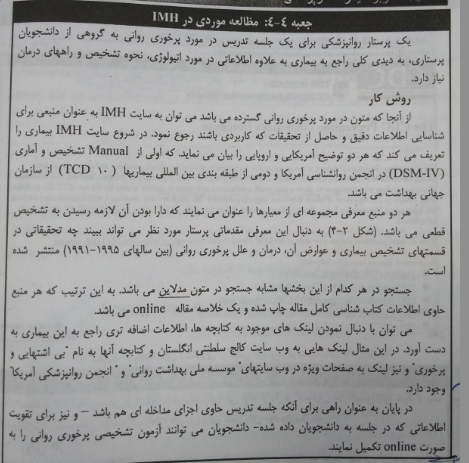 جعبه ۴-۴: مظالعه موردی در IMH
یک پرستار روانپزشکی برای یک جلسه تدریس در مورد پرخوری روانی به گروهی از دانشجویان
پرستاری، به دیدی کلی راجع به بیماری به علاوه اطلاعاتی در مورد اتیولوژی، نحوه تشخیص و راههای درمان
نیاز دارد.
روش کار
از آنجا که متون در مورد پرخوری روانی گسترده می باشد می توان به سایت IMH به عنوان منبعی برای
شناسایی اطلاعات دقیق و حاصل از تحقیقات که کاربردی باشند رجوع نمود. در شروع سایت IMH بیماری را
تعریف می کند که هر دو توضیح آمریکایی و اروپایی را بیان می نماید. که اولی از Manual تشخیص و آماری
(DSM-IV) در انجمن روانشناسی آمریکا و دومی از طبقه بندی بین المللی بیماریها (۱۰ TCD) از سازمان
جهانی بهداشت می باشد.
هر دو منبع معرفی مجموعه ای از معیارها را عنوان می نمایند که دارا بودن آن لازمه رسیدن به تشخیص
قطعی می باشد. (شکل ۲-۴) به دنبال این معرفی مقدماتی پرستار مورد نظر می تواند ببیند چه تحقیقاتی در
قسمتهای تشخیص بیماری و عوارض آن، درمان و علل پرخوری روانی (بین سالهای ۱۹۹۵-۱۹۹۱) منتشر شده
است.
جستجو در هر کدام از این بخشها مشابه جستجو در متون مدلاین می باشد. به این ترتیب که هر منبع
حاوی اطلاعات کتاب شناسی کامل مقاله چاپ شده و یک خلاصه مقاله online می باشد.
می توان با دنبال نمودن لینک های موجود به کتابچه ها، اطلاعات اضافه تری راجع به این بیماری به
دست آورد. در این مثال لینک هایی به وب سایت کالج سلطنتی انگلستان و کتابچه آنها به نام "بی اشتهایی و
پرخوری" و نیز لینک به صفحات ویژه در وب سایتهای "موسسه ملی بهداشت روانی" و "انجمن روانپزشکی آمریکا"
وجود دارد.
در پایان به عنوان راهی برای آنکه جلسه تدریس حاوی اجزای مداخله ای هم باشد – و نیز برای تقویت
اطلاعاتی که در جلسه به دانشجویان داده شده- دانشجویان می توانند آزمون تشخیصی پرخوری روانی را به
صورت online تکمیل نمایند.